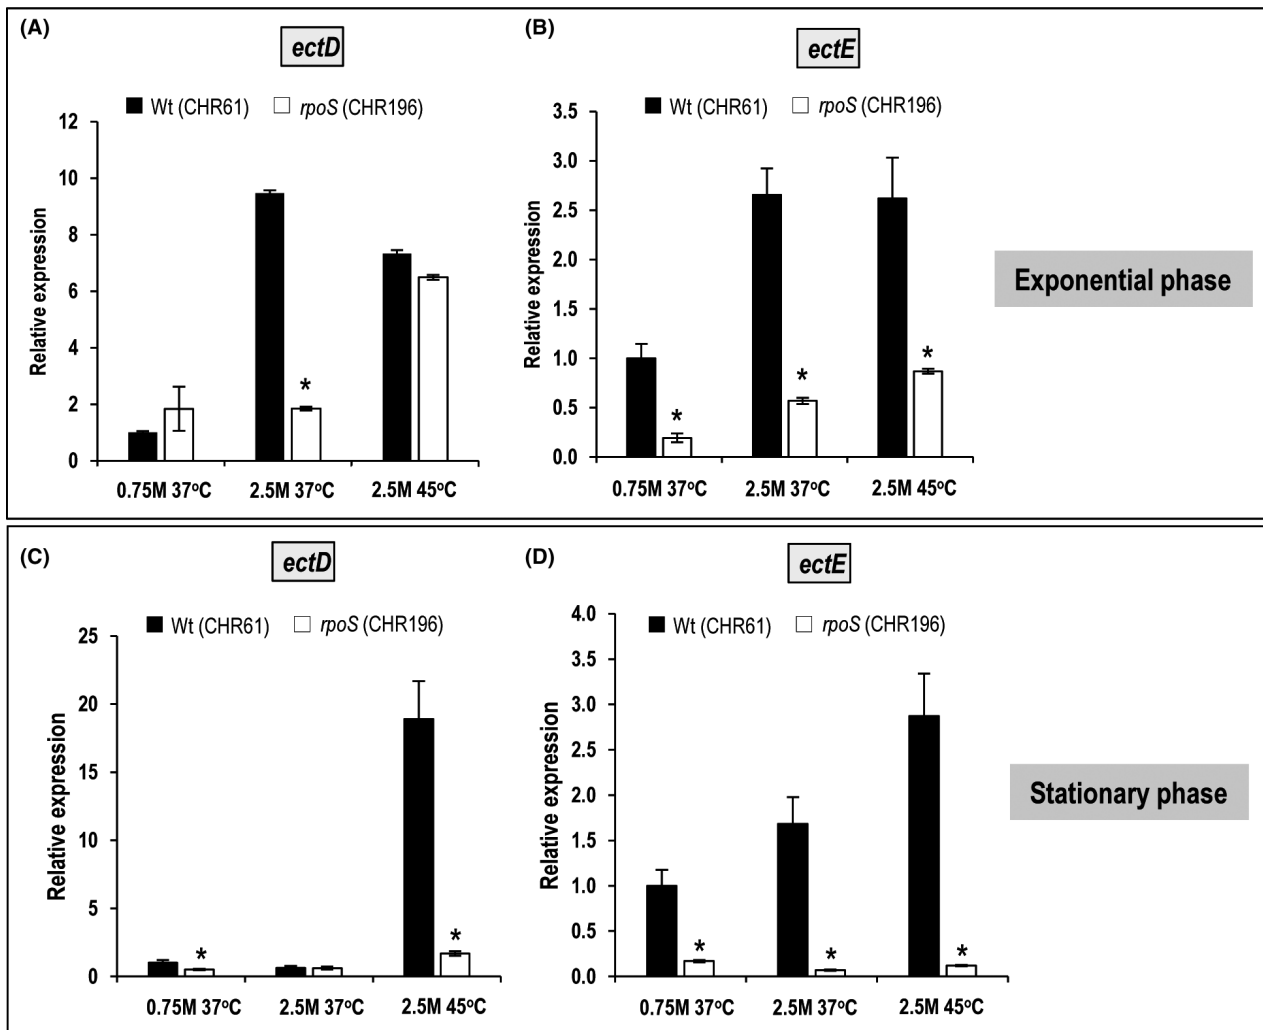 (A)
ectD
Wt (CHR61) rpoS (CHR196)
12
10
8
6
4
2
0
Relative expression
*
0.75M 37ºC 2.5M 37ºC 2.5M 45ºC
(B)
ectE
Wt (CHR61) rpoS (CHR196)
3.5
3.0
2.5
2.0
1.5
1.0
0.5
0.0
Relative expression
* * *
0.75M 37ºC 2.5M 37ºC 2.5M 45ºC
Exponential phase
(C)
ectD
Wt (CHR61) rpoS (CHR196)
25
20
15
10
5
0
Relative expression
* *
0.75M 37ºC 2.5M 37ºC 2.5M 45ºC
(D)
ectE
Wt (CHR61) rpoS (CHR196)
4.0
3.5
3.0
2.5
2.0
1.5
1.0
0.5
0.0
Relative expression
* * *
0.75M 37ºC 2.5M 37ºC 2.5M 45ºC
Stationary phase